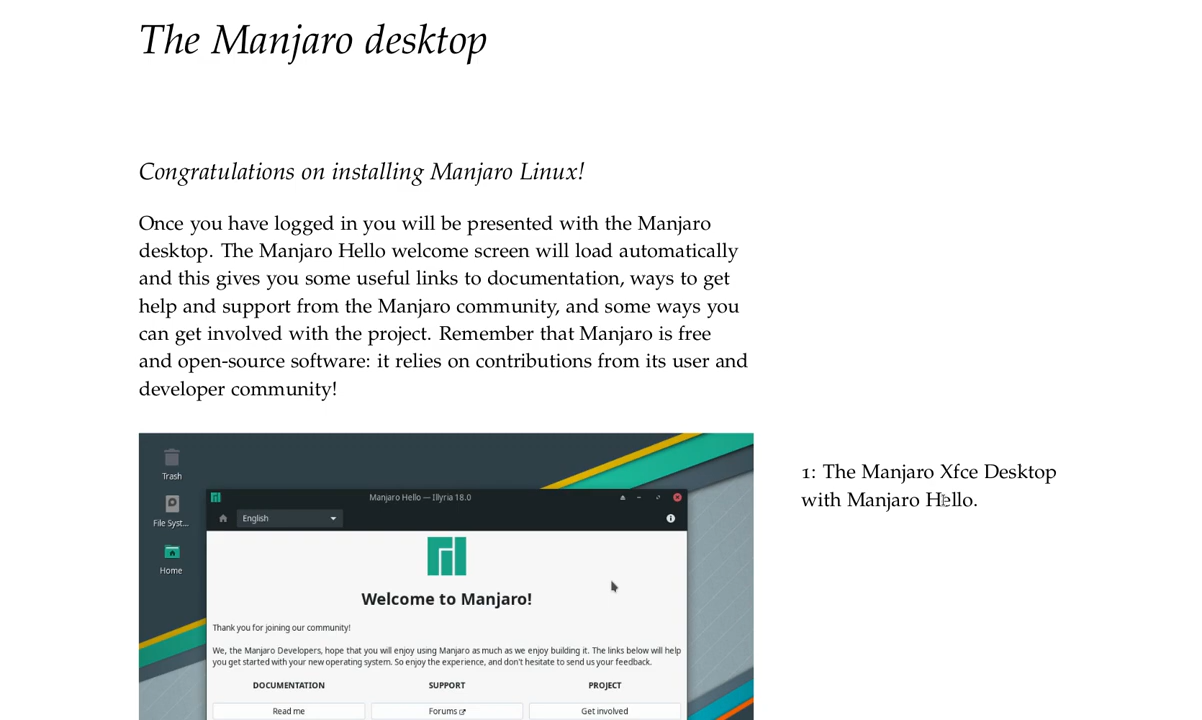 The Manjaro desktop
Congratulations on installing Manjaro Linux!
Once you have logged in you will be presented with the Manjaro
desktop. The Manjaro Hello welcome screen will load automatically
and this gives you some useful links to documentation, ways to get
help and support from the Manjaro community, and some ways you
can get involved with the project. Remember that Manjaro is free
and open-source software: it relies on contributions from its user and
developer community!
Trash
File Syst...
Home
Manjaro Hello — Illyria 18.0
English
Welcome to Manjaro!
Thank you for joining our community!
We, the Manjaro Developers, hope that you will enjoy using Manjaro as much as we enjoy building it. The links below will help
you get started with your new operating system. So enjoy the experience, and don't hesitate to send us your feedback.
DOCUMENTATION SUPPORT PROJECT
Read me Forums Get involved
1: The Manjaro Xfce Desktop
with Manjaro Hello.